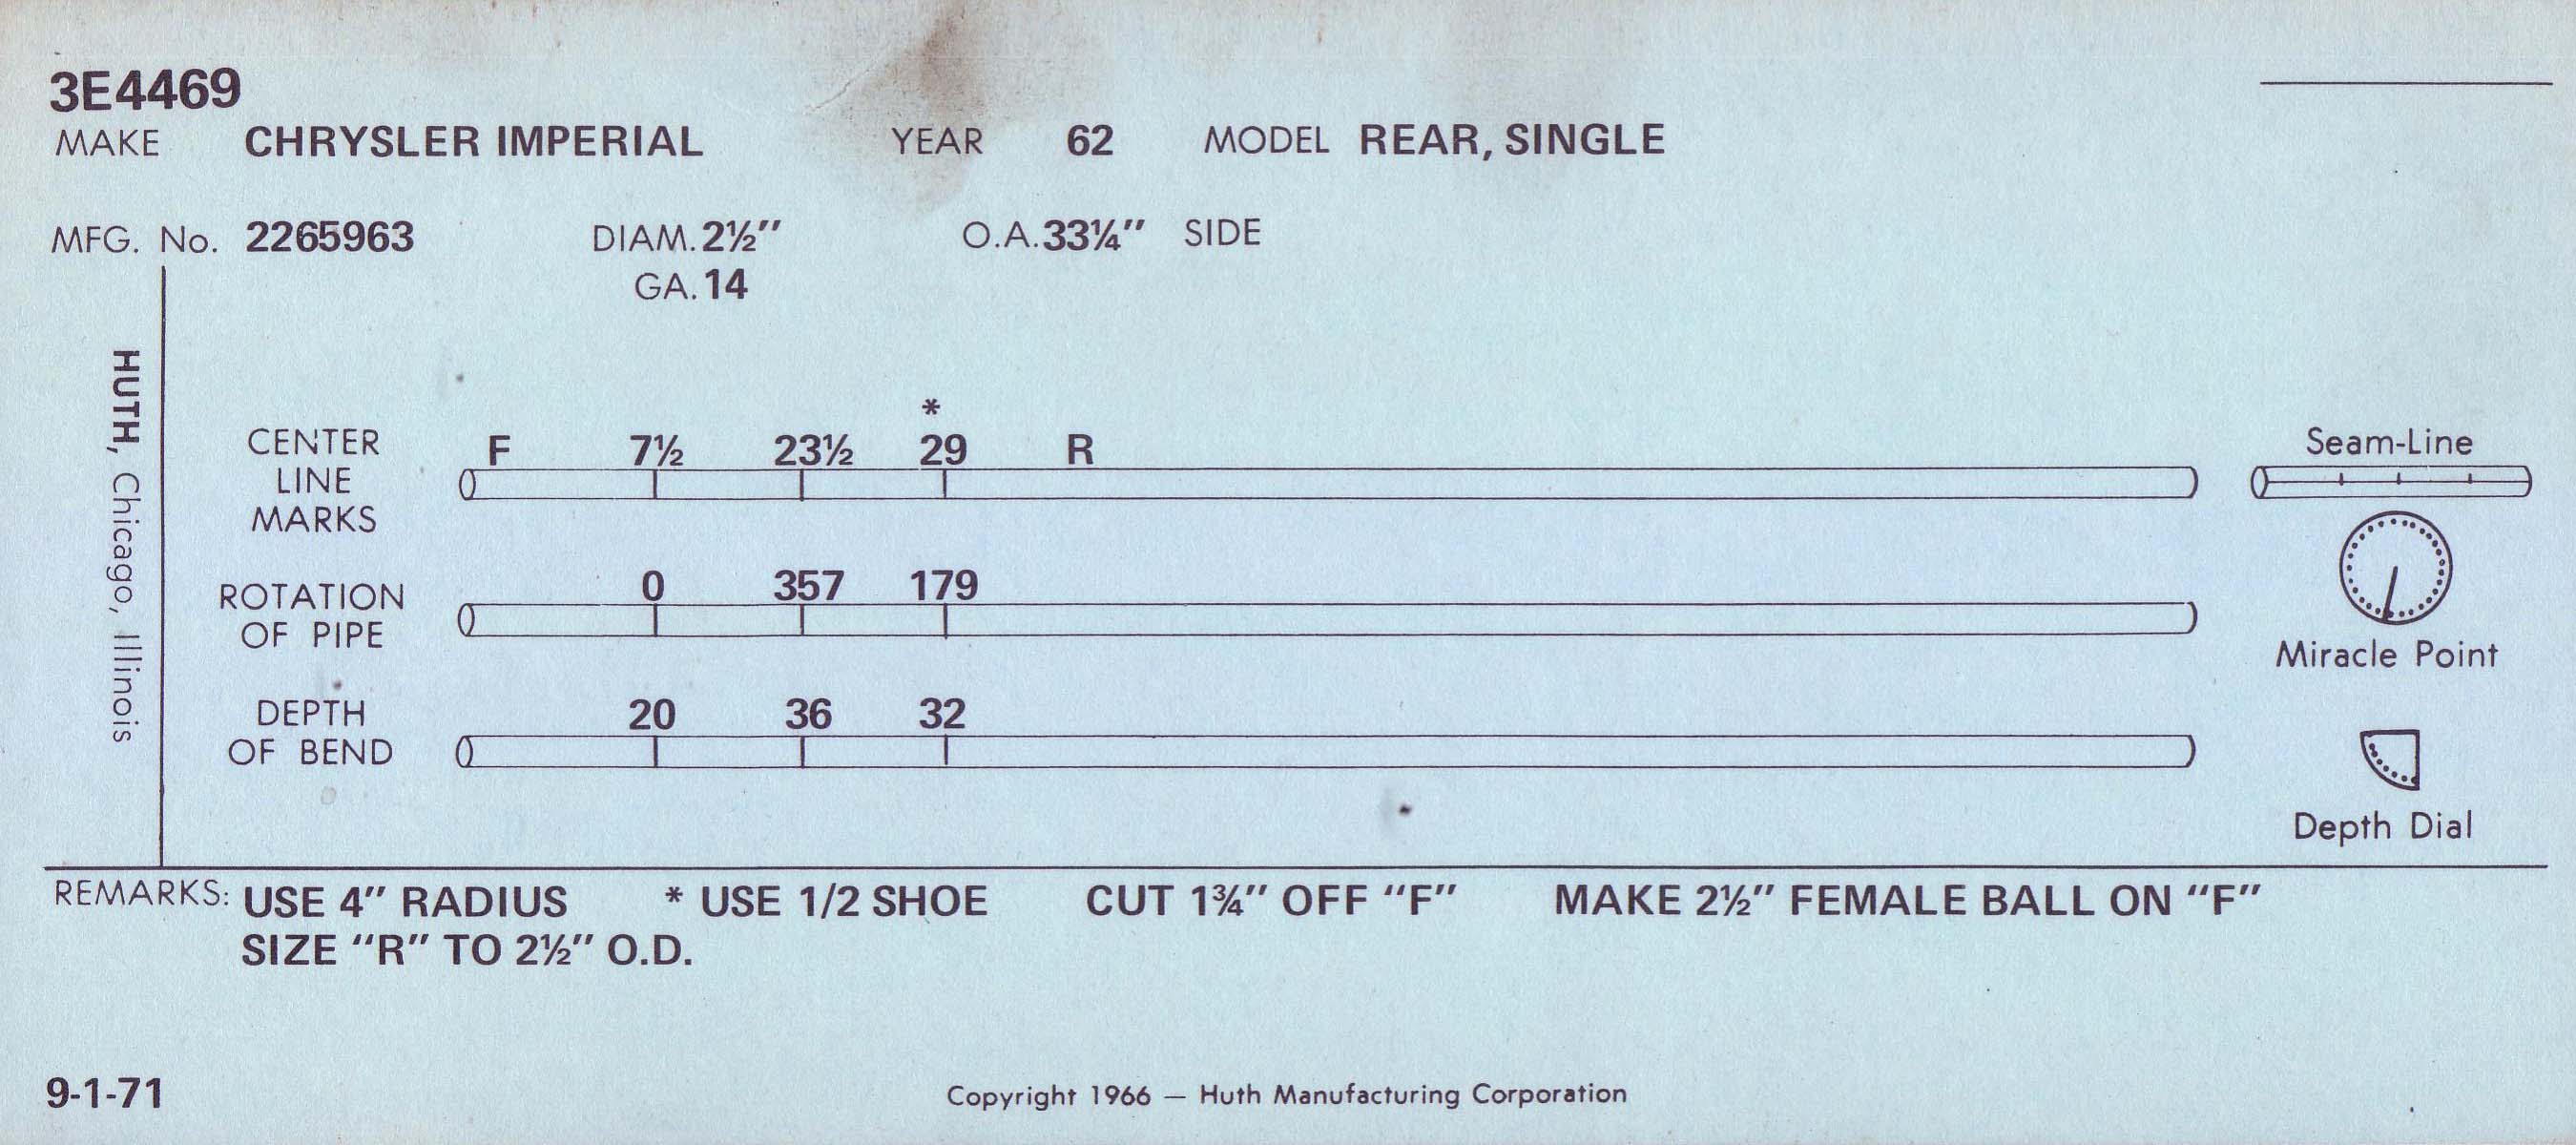 3E4469
MAKE CHRYSLER IMPERIAL YEAR 62 MODEL REAR, SINGLE
MFG. No. 2265963 DIAM. 2½" O.A. 33¼" SIDE
GA. 14
HUTH, Chicago, Illinois
*
CENTER LINE MARKS F 7½ 23½ 29 R
Seam-Line
ROTATION OF PIPE 0 357 179
Miracle Point
DEPTH OF BEND 20 36 32
Depth Dial
REMARKS: USE 4" RADIUS * USE 1/2 SHOE CUT 1¾" OFF "F" MAKE 2½" FEMALE BALL ON "F"
SIZE "R" TO 2½" O.D.
9-1-71 Copyright 1966 — Huth Manufacturing Corporation